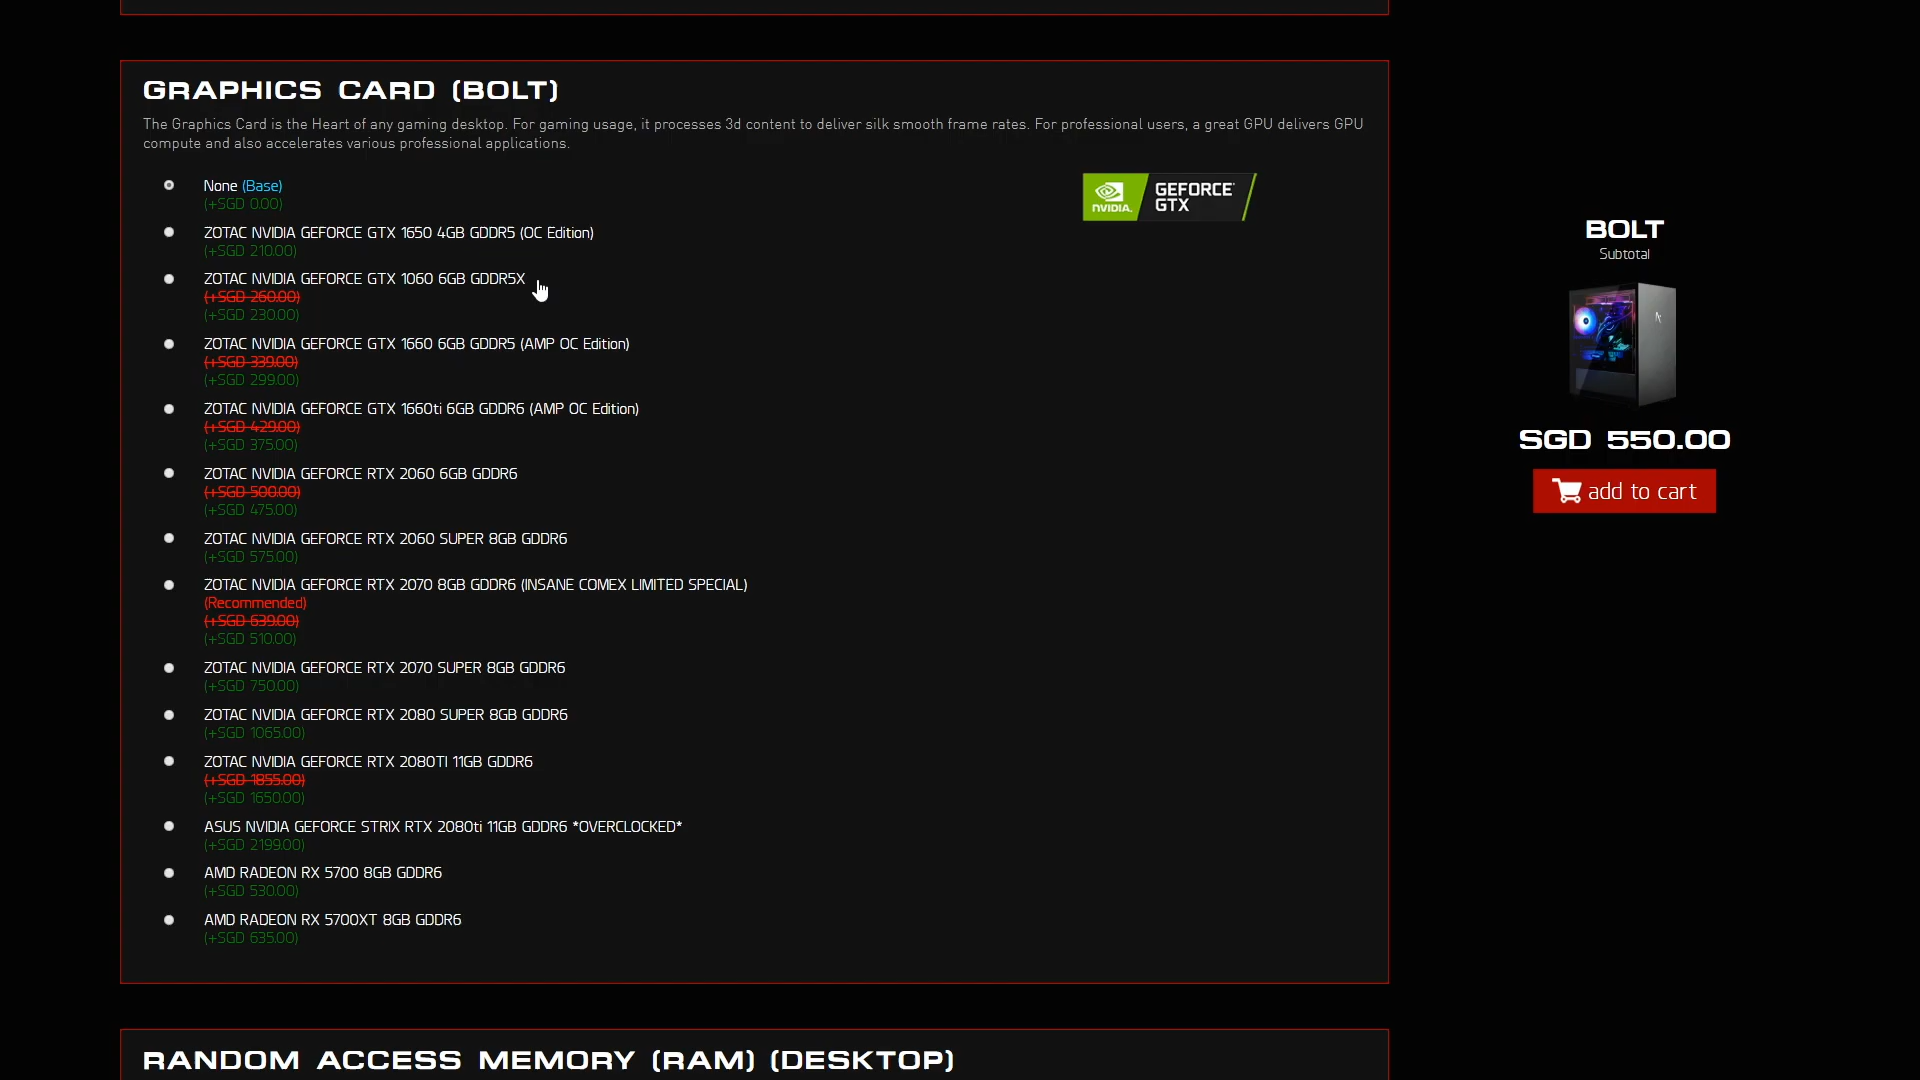 GRAPHICS CARD (BOLT)
The Graphics Card is the Heart of any gaming desktop. For gaming usage, it processes 3d content to deliver silk smooth frame rates. For professional users, a great GPU delivers GPU
compute and also accelerates various professional applications.
None (Base)
(+SGD 0.00)
ZOTAC NVIDIA GEFORCE GTX 1650 4GB GDDR5 (OC Edition)
(+SGD 210.00)
ZOTAC NVIDIA GEFORCE GTX 1060 6GB GDDR5X
(+SGD 260.00)
(+SGD 230.00)
ZOTAC NVIDIA GEFORCE GTX 1660 6GB GDDR5 (AMP OC Edition)
(+SGD 339.00)
(+SGD 299.00)
ZOTAC NVIDIA GEFORCE GTX 1660ti 6GB GDDR6 (AMP OC Edition)
(+SGD 429.00)
(+SGD 375.00)
ZOTAC NVIDIA GEFORCE RTX 2060 6GB GDDR6
(+SGD 500.00)
(+SGD 475.00)
ZOTAC NVIDIA GEFORCE RTX 2060 SUPER 8GB GDDR6
(+SGD 575.00)
ZOTAC NVIDIA GEFORCE RTX 2070 8GB GDDR6 (INSANE COMEX LIMITED SPECIAL)
(Recommended)
(+SGD 639.00)
(+SGD 510.00)
ZOTAC NVIDIA GEFORCE RTX 2070 SUPER 8GB GDDR6
(+SGD 750.00)
ZOTAC NVIDIA GEFORCE RTX 2080 SUPER 8GB GDDR6
(+SGD 1065.00)
ZOTAC NVIDIA GEFORCE RTX 2080TI 11GB GDDR6
(+SGD 1855.00)
(+SGD 1650.00)
ASUS NVIDIA GEFORCE STRIX RTX 2080ti 11GB GDDR6 *OVERCLOCKED*
(+SGD 2199.00)
AMD RADEON RX 5700 8GB GDDR6
(+SGD 530.00)
AMD RADEON RX 5700XT 8GB GDDR6
(+SGD 635.00)
NVIDIA.
GEFORCE
GTX
BOLT
Subtotal
SGD 550.00
add to cart
RANDOM ACCESS MEMORY (RAM) (DESKTOP)